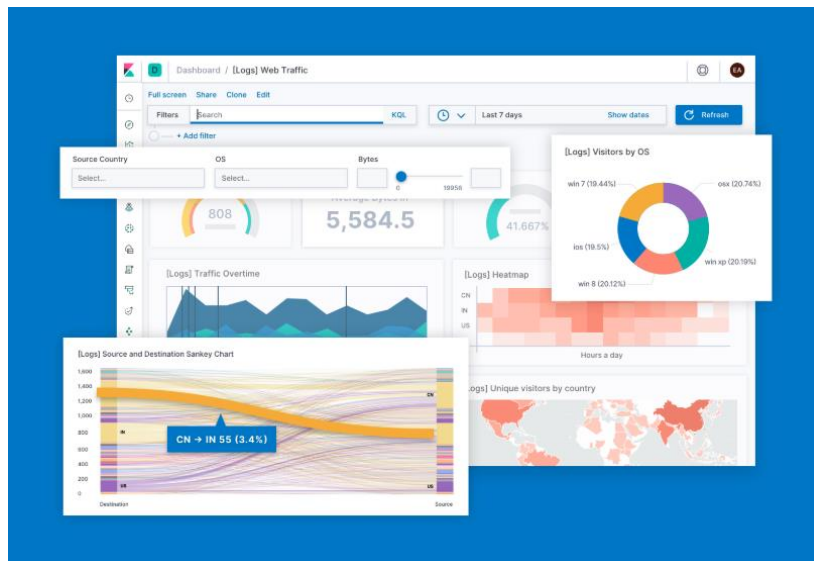 D Dashboard / [Logs] Web Traffic
EA
Full screen Share Clone Edit
Filters Search KQL
Last 7 days Show dates
Refresh
+ Add filter
Source Country OS Bytes
Select... Select...
0 19956
808
5,584.5
41.667%
[Logs] Visitors by OS
win 7 (19.44%)
osx (20.74%)
ios (19.5%)
win xp (20.19%)
win 8 (20.12%)
[Logs] Traffic Overtime
[Logs] Heatmap
CN
IN
US
Hours a day
[Logs] Source and Destination Sankey Chart
1,600
1,400
1,200
1,000
800
600
400
200
0
CN
IN
US
US
CN → IN 55 (3.4%)
Destination Source
Logs] Unique visitors by country